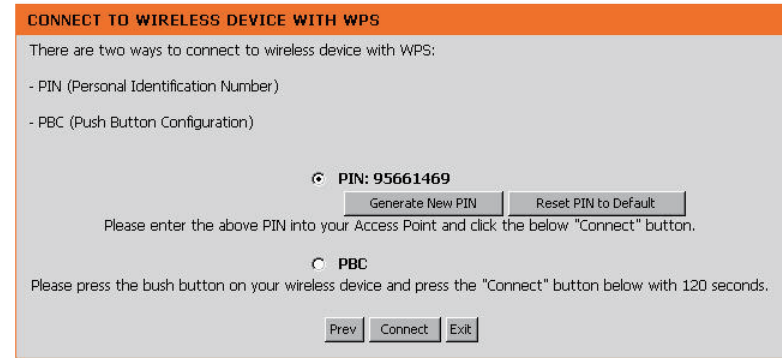 CONNECT TO WIRELESS DEVICE WITH WPS
There are two ways to connect to wireless device with WPS:
- PIN (Personal Identification Number)
- PBC (Push Button Configuration)
PIN: 95661469
Generate New PIN Reset PIN to Default
Please enter the above PIN into your Access Point and click the below "Connect" button.
PBC
Please press the bush button on your wireless device and press the "Connect" button below with 120 seconds.
Prev Connect Exit